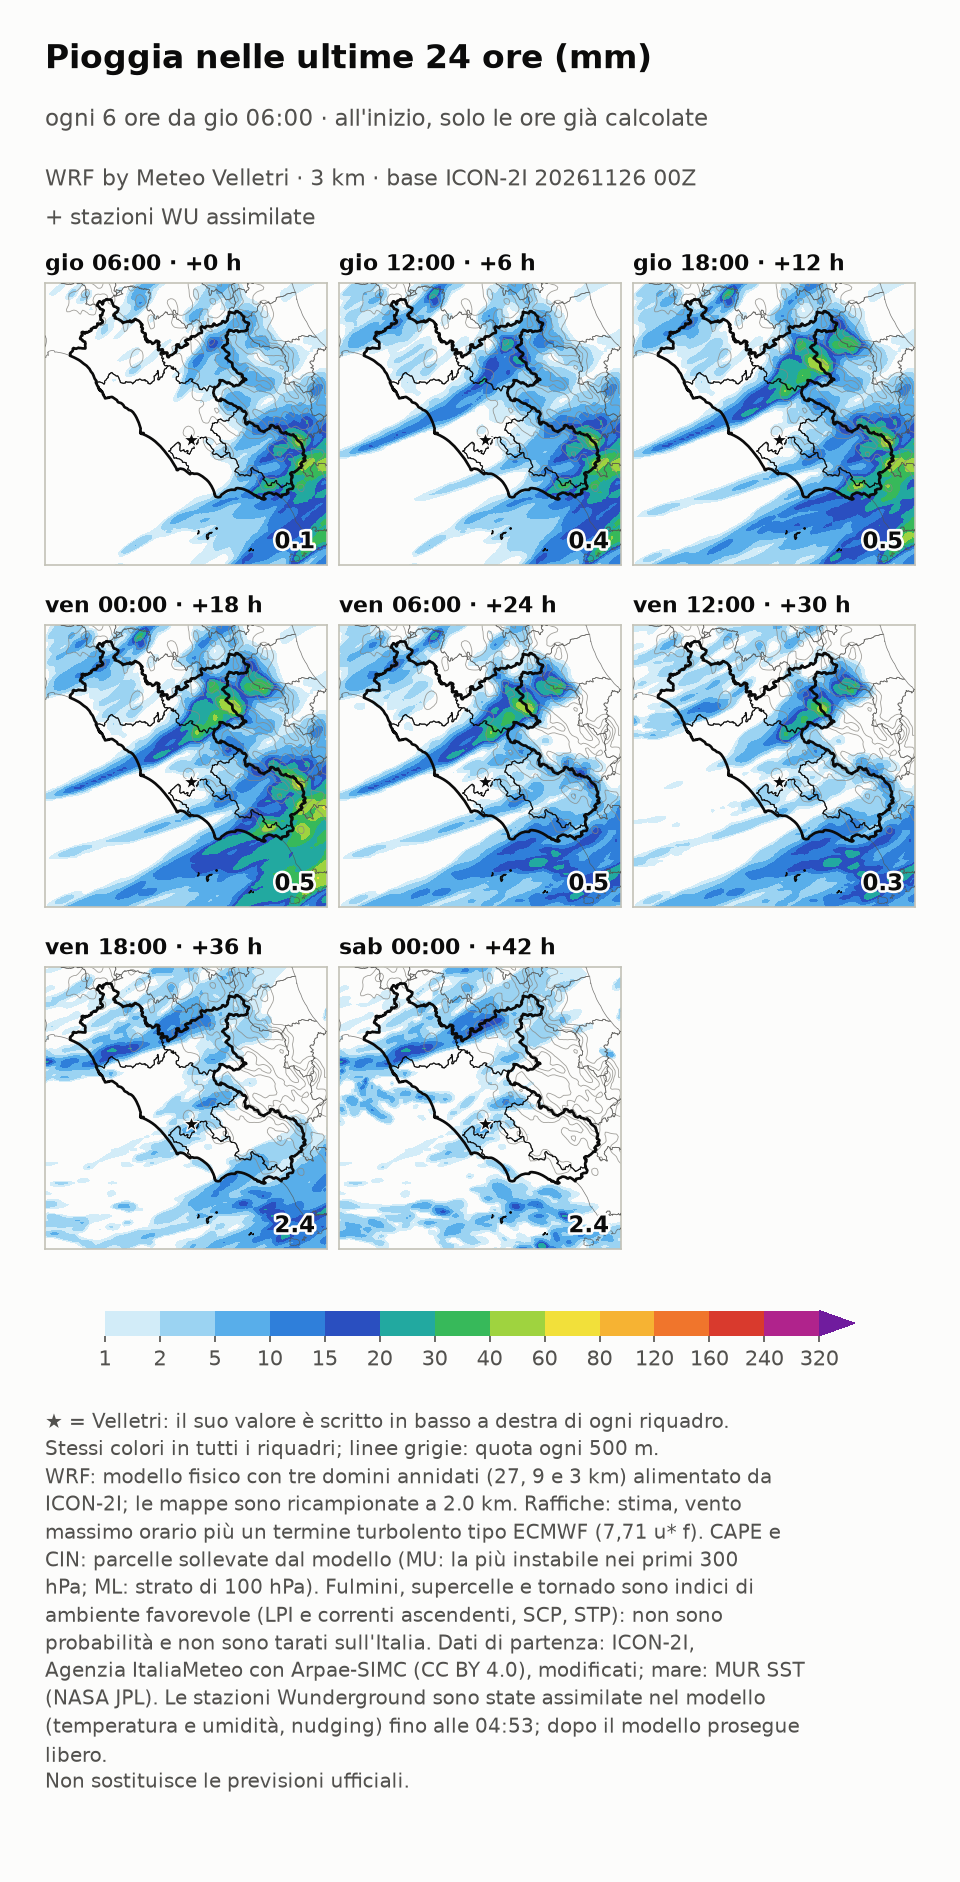 Pioggia nelle ultime 24 ore (mm)
ogni 6 ore da gio 06:00 · all'inizio, solo le ore già calcolate
WRF by Meteo Velletri · 3 km · base ICON-2I 20261126 00Z
+ stazioni WU assimilate
gio 06:00 · +0 h
gio 12:00 · +6 h
gio 18:00 · +12 h
0.1
0.4
0.5
ven 00:00 · +18 h
ven 06:00 · +24 h
ven 12:00 · +30 h
0.5
0.5
0.3
ven 18:00 · +36 h
sab 00:00 · +42 h
2.4
2.4
1 2 5 10 15 20 30 40 60 80 120 160 240 320
★ = Velletri: il suo valore è scritto in basso a destra di ogni riquadro.
Stessi colori in tutti i riquadri; linee grigie: quota ogni 500 m.
WRF: modello fisico con tre domini annidati (27, 9 e 3 km) alimentato da
ICON-2I; le mappe sono ricampionate a 2.0 km. Raffiche: stima, vento
massimo orario più un termine turbolento tipo ECMWF (7,71 u* f). CAPE e
CIN: parcelle sollevate dal modello (MU: la più instabile nei primi 300
hPa; ML: strato di 100 hPa). Fulmini, supercelle e tornado sono indici di
ambiente favorevole (LPI e correnti ascendenti, SCP, STP): non sono
probabilità e non sono tarati sull'Italia. Dati di partenza: ICON-2I,
Agenzia ItaliaMeteo con Arpae-SIMC (CC BY 4.0), modificati; mare: MUR SST
(NASA JPL). Le stazioni Wunderground sono state assimilate nel modello
(temperatura e umidità, nudging) fino alle 04:53; dopo il modello prosegue
libero.
Non sostituisce le previsioni ufficiali.